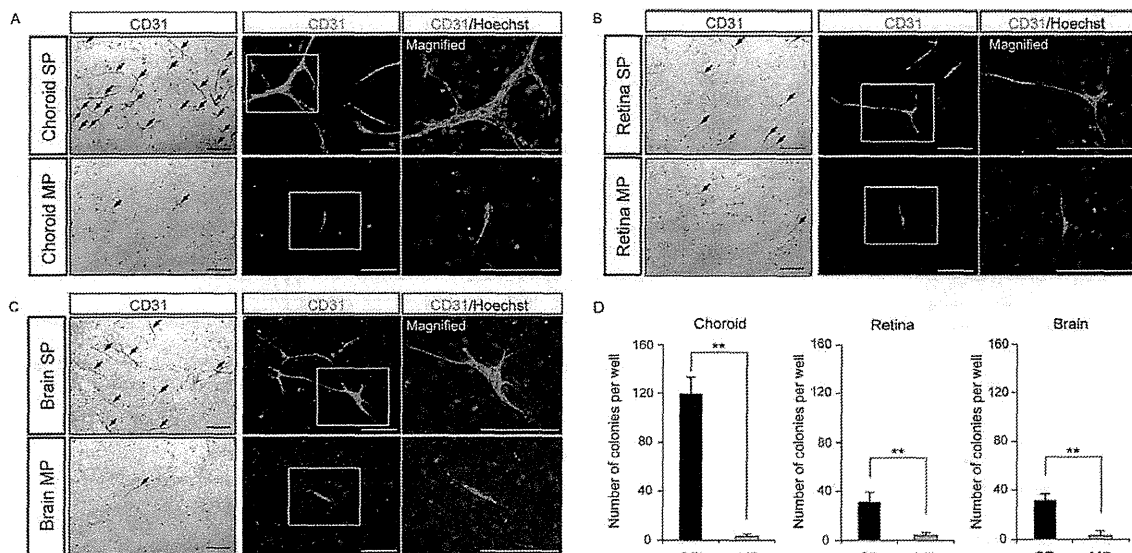 A
CD31
CD31
CD31/Hoechst
Choroid SP
Magnified
Choroid MP
B
CD31
CD31
CD31/Hoechst
Retina SP
Magnified
Retina MP
C
CD31
CD31
CD31/Hoechst
Brain SP
Magnified
Brain MP
D
Choroid
Number of colonies per well
160
120
80
40
0
**
Retina
Number of colonies per well
160
120
80
40
0
**
Brain
Number of colonies per well
160
120
80
40
0
**